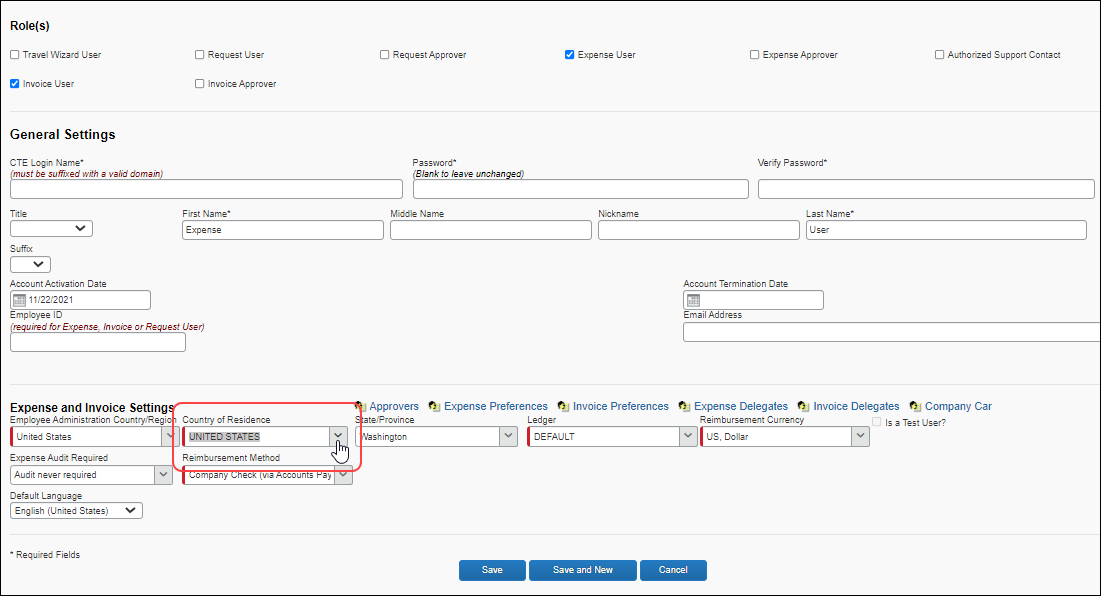 Role(s)
Travel Wizard User
Request User
Request Approver
Expense User
Expense Approver
Authorized Support Contact
Invoice User
Invoice Approver
General Settings
CTE Login Name*
(must be suffixed with a valid domain)
Password*
(Blank to leave unchanged)
Verify Password*
Title
First Name*
Middle Name
Nickname
Last Name*
Expense
User
Suffix
Account Activation Date
Account Termination Date
11/22/2021
Employee ID
(required for Expense, Invoice or Request User)
Email Address
Expense and Invoice Settings
Approvers
Expense Preferences
Invoice Preferences
Expense Delegates
Invoice Delegates
Company Car
Employee Administration Country/Region
Country of Residence
State/Province
Ledger
Reimbursement Currency
Is a Test User?
United States
UNITED STATES
Washington
DEFAULT
US, Dollar
Expense Audit Required
Reimbursement Method
Audit never required
Company Check (via Accounts Pay
Default Language
English (United States)
* Required Fields
Save
Save and New
Cancel